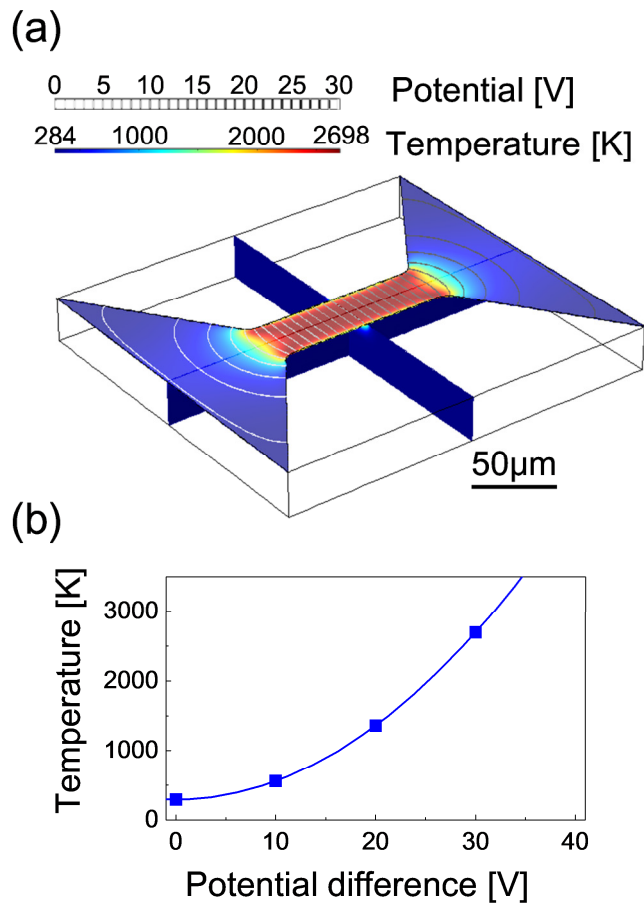 (a)
0 5 10 15 20 25 30
Potential [V]
284 1000 2000 2698
Temperature [K]
50μm
(b)
Temperature [K]
3000
2000
1000
0
0 10 20 30 40
Potential difference [V]